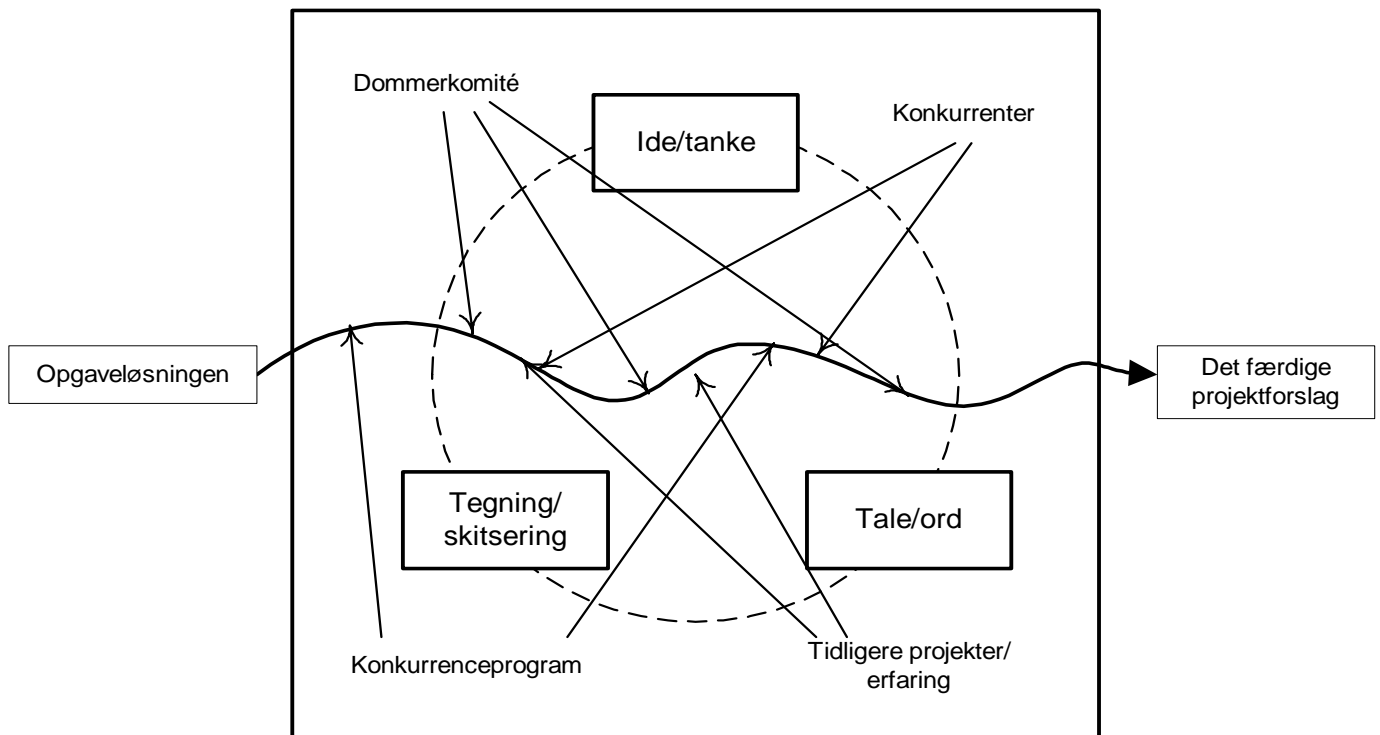 Dommerkomité
Konkurrenter
Ide/tanke
Opgaveløsningen
Det færdige
projektforslag
Tegning/
skitsering
Tale/ord
Konkurrenceprogram
Tidligere projekter/
erfaring